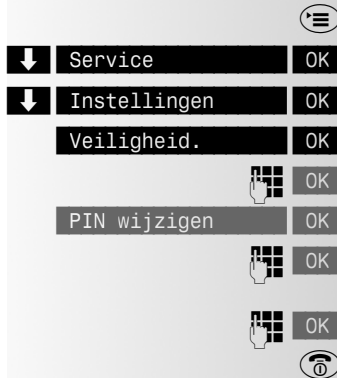 Service OK
Instellingen OK
Veiligheid. OK
OK
PIN wijzigen OK
OK
OK